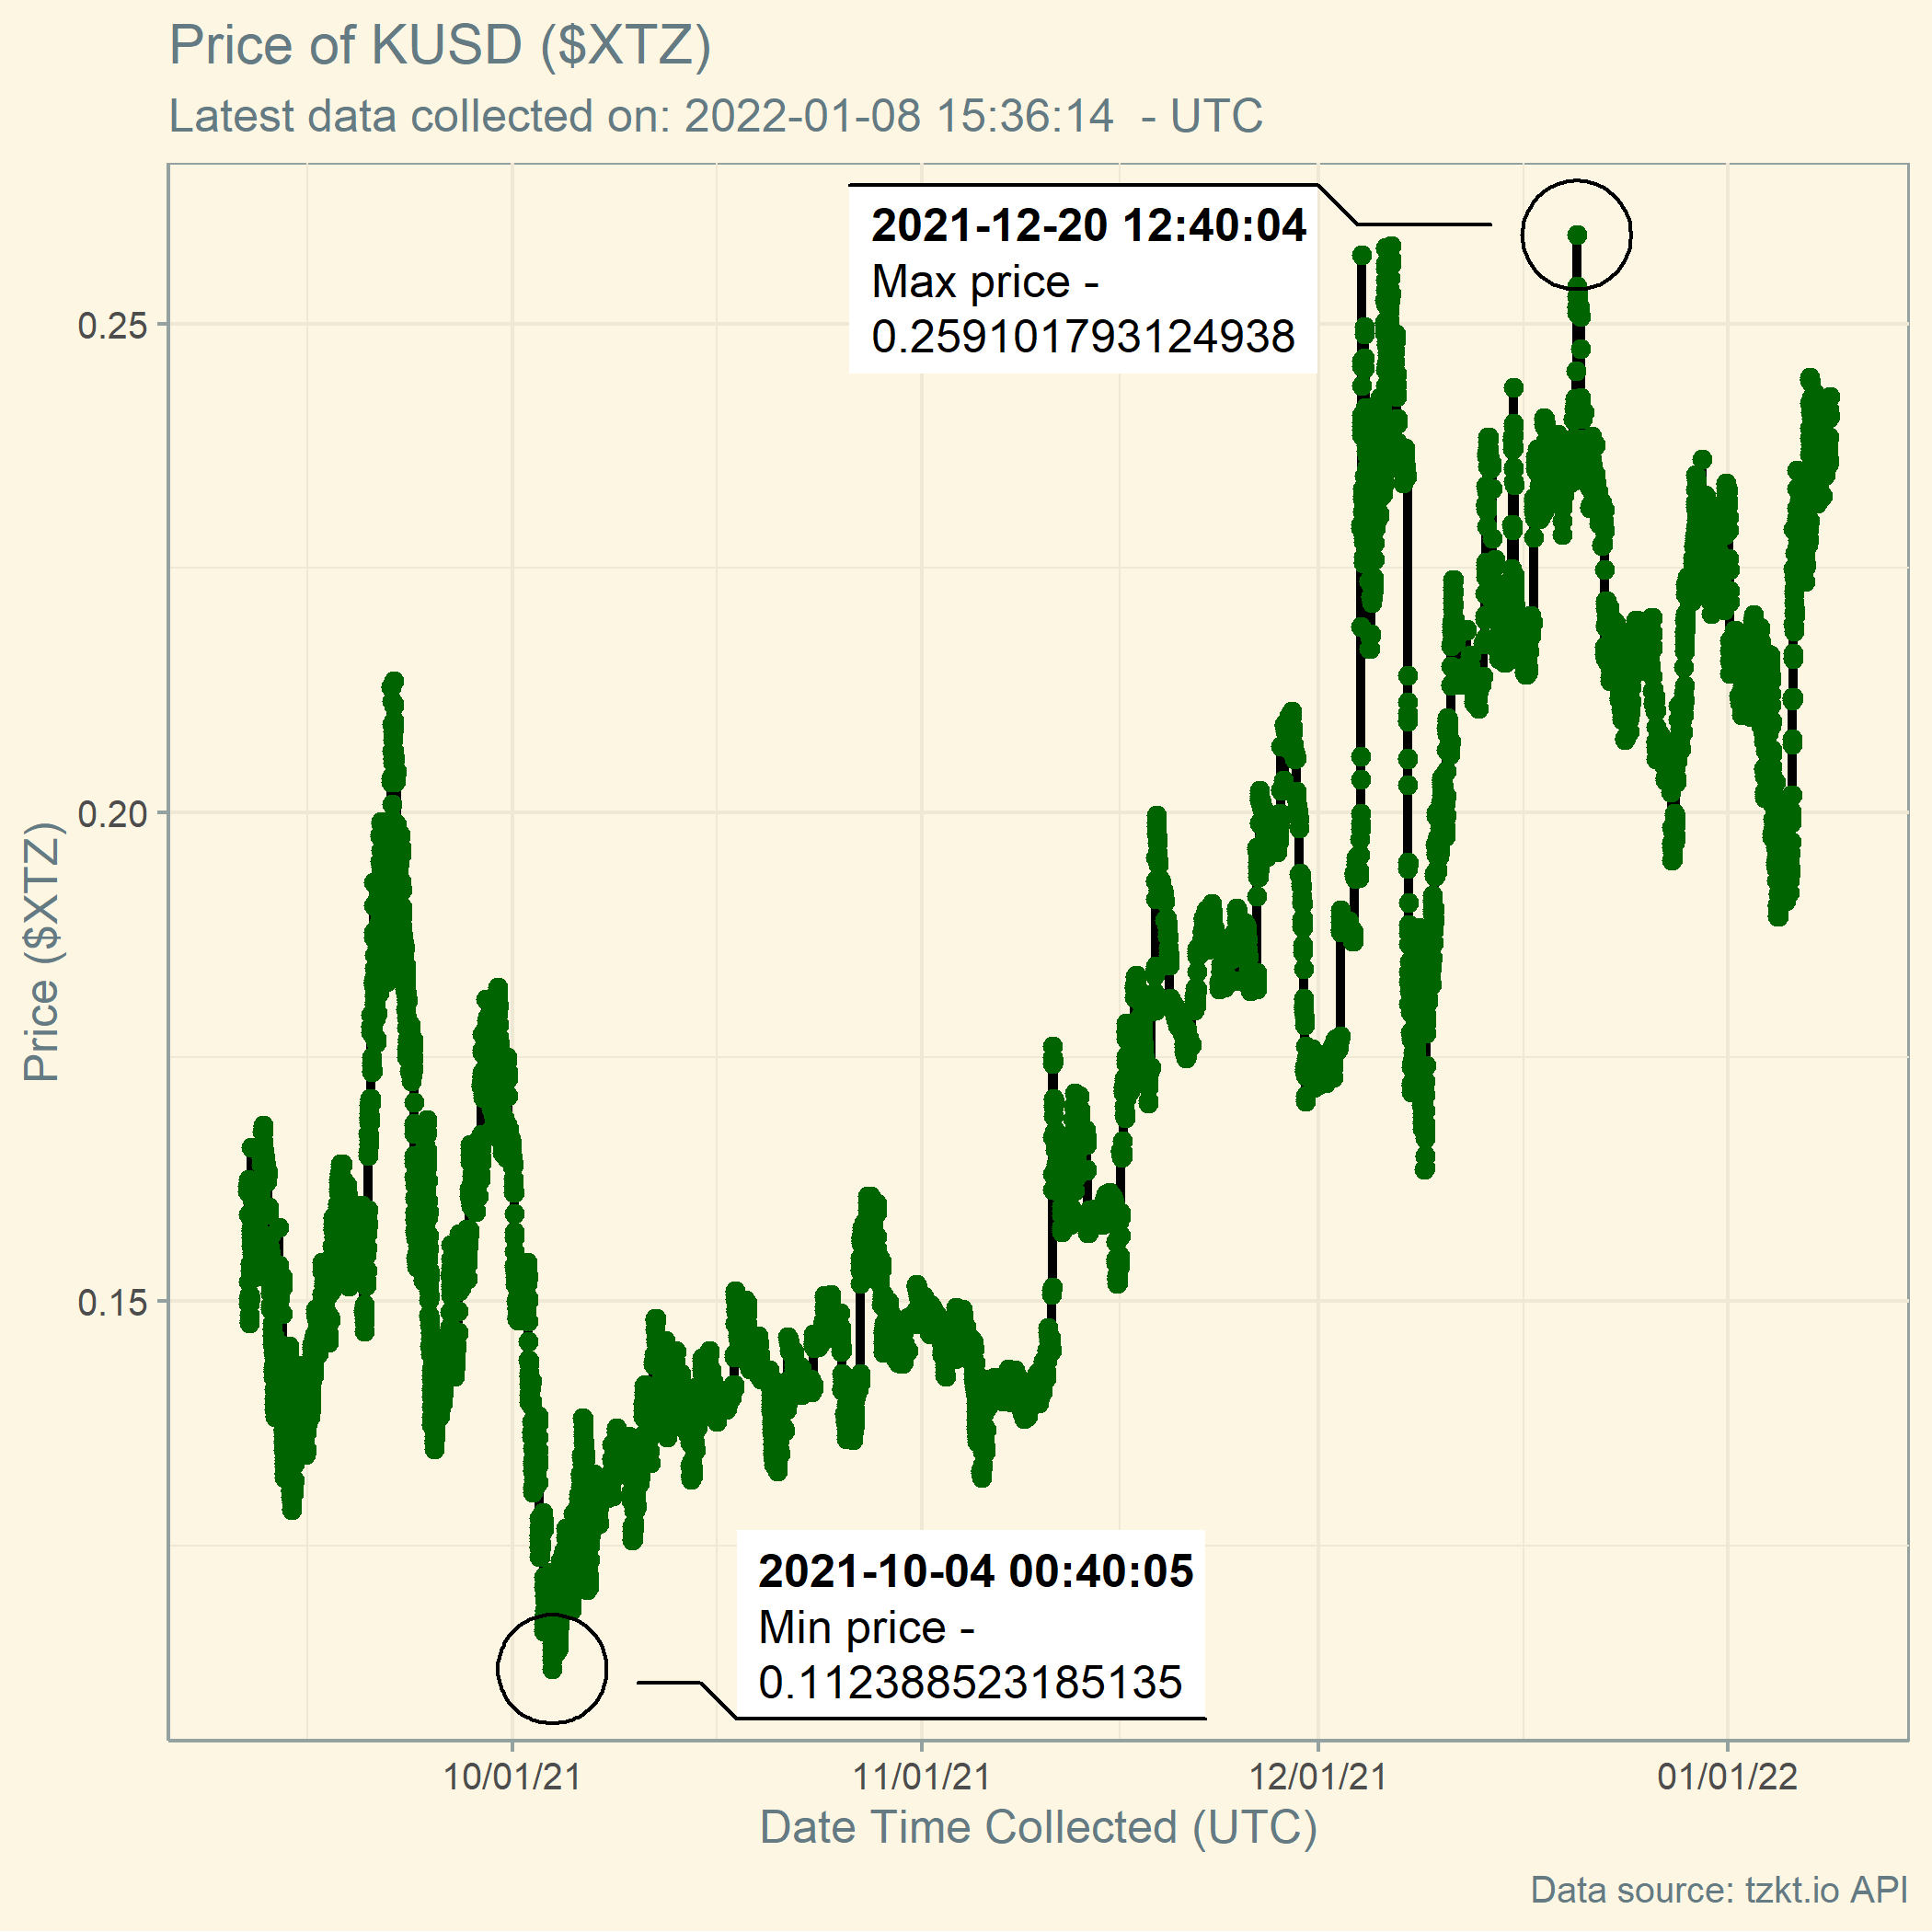 Price of KUSD ($XTZ)
Latest data collected on: 2022-01-08 15:36:14  - UTC
2021-12-20 12:40:04
Max price -
0.259101793124938
0.25
0.20
0.15
Price ($XTZ)
2021-10-04 00:40:05
Min price -
0.112388523185135
10/01/21
11/01/21
12/01/21
01/01/22
Date Time Collected (UTC)
Data source: tzkt.io API